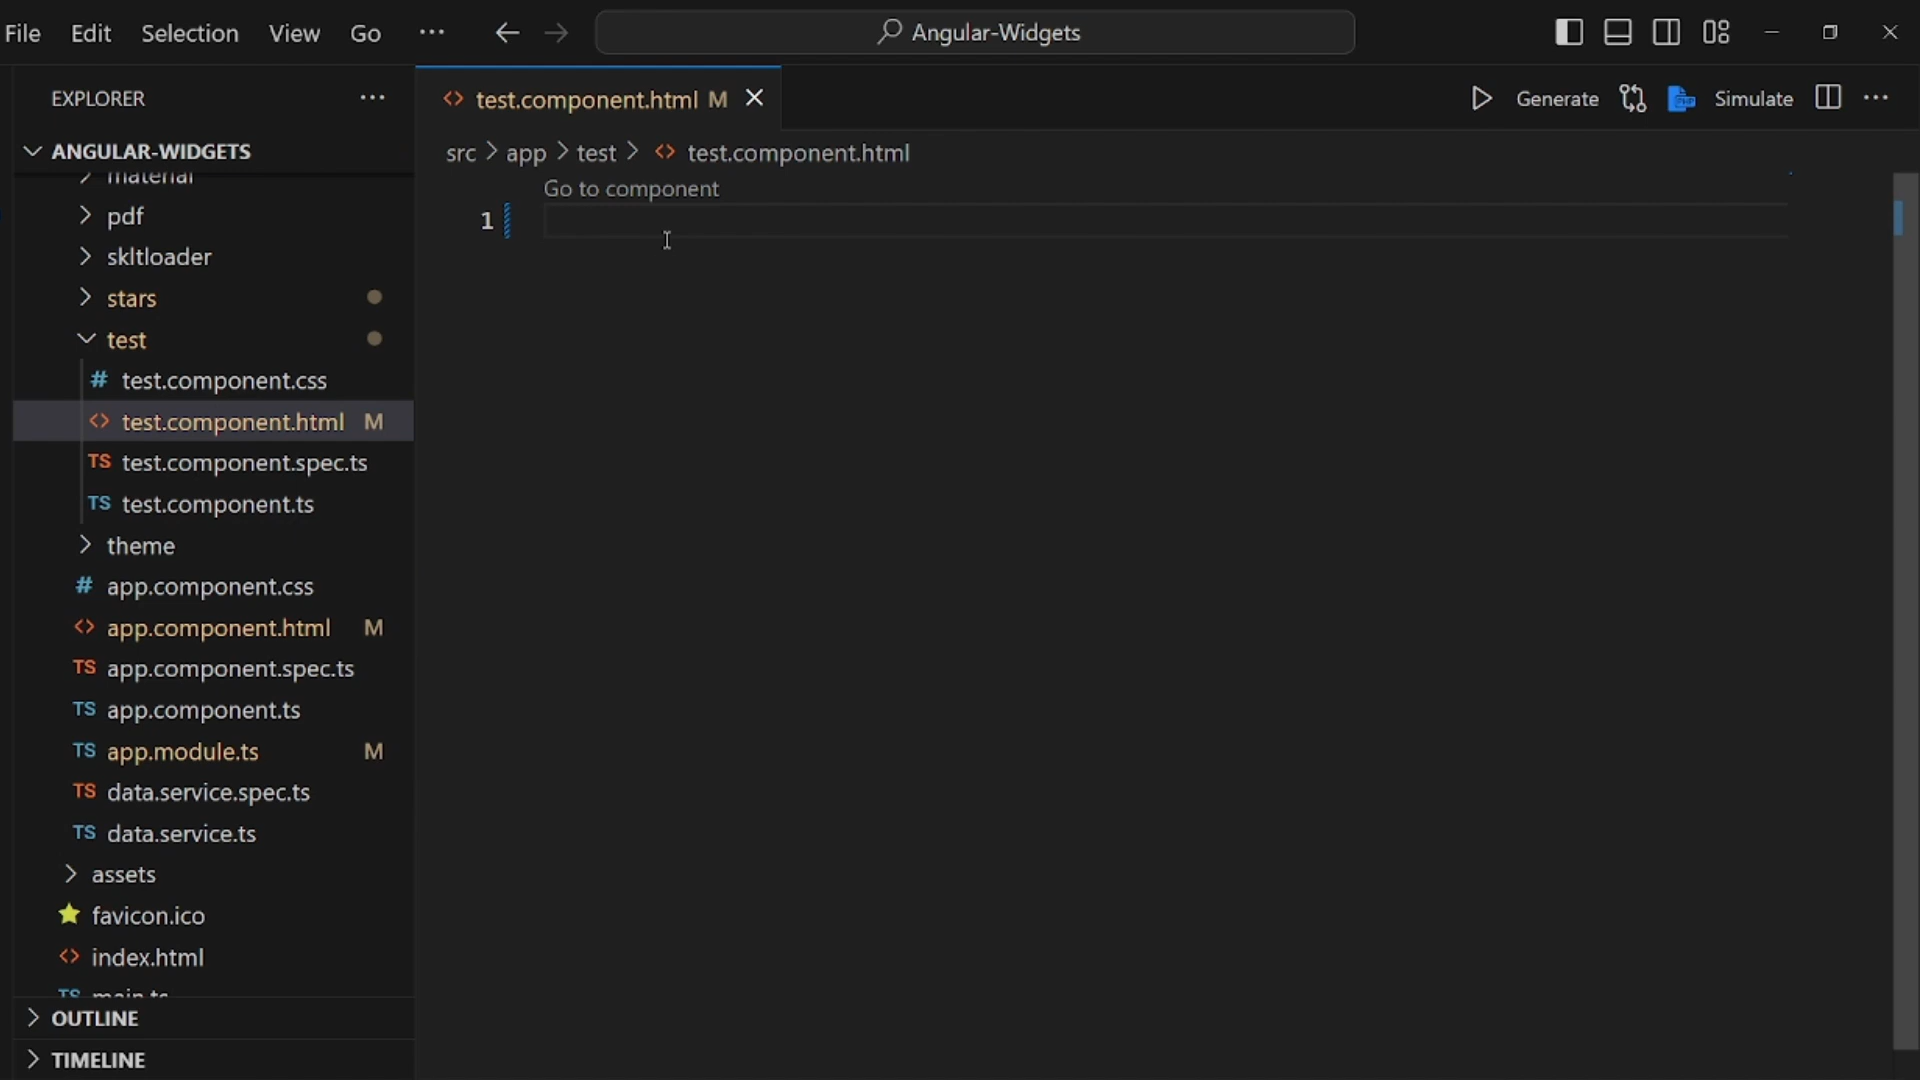 File Edit Selection View Go ··· Angular-Widgets
EXPLORER ···
test.component.html M
Generate Simulate ···
ANGULAR-WIDGETS
src > app > test > test.component.html
material
Go to component
1
pdf
skltloader
stars
test
# test.component.css
<> test.component.html M
TS test.component.spec.ts
TS test.component.ts
theme
# app.component.css
<> app.component.html M
TS app.component.spec.ts
TS app.component.ts
TS app.module.ts M
TS data.service.spec.ts
TS data.service.ts
assets
favicon.ico
<> index.html
TS main.ts
OUTLINE
TIMELINE